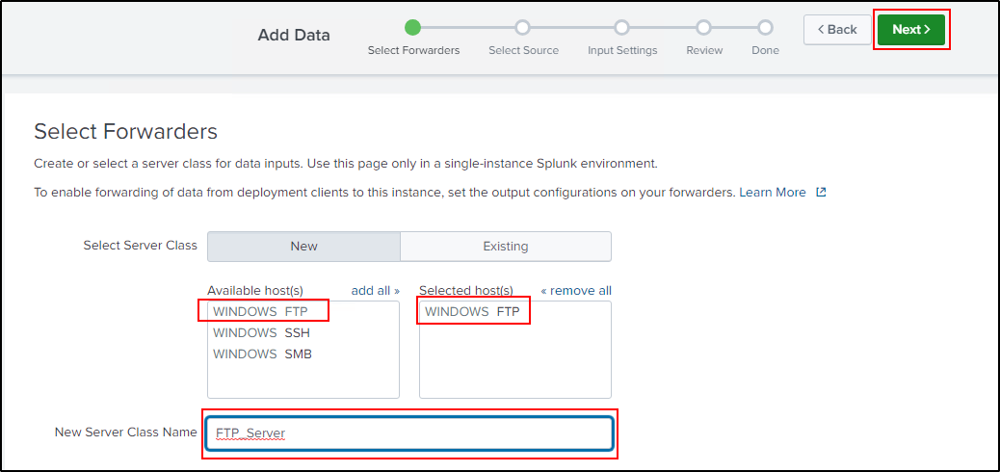 Add Data
Select Forwarders
Select Source
Input Settings
Review
Done
< Back
Next >
Select Forwarders
Create or select a server class for data inputs. Use this page only in a single-instance Splunk environment.
To enable forwarding of data from deployment clients to this instance, set the output configurations on your forwarders. Learn More
Select Server Class
New
Existing
Available host(s)
add all »
Selected host(s)
« remove all
WINDOWS FTP
WINDOWS SSH
WINDOWS SMB
WINDOWS FTP
New Server Class Name
FTP_Server